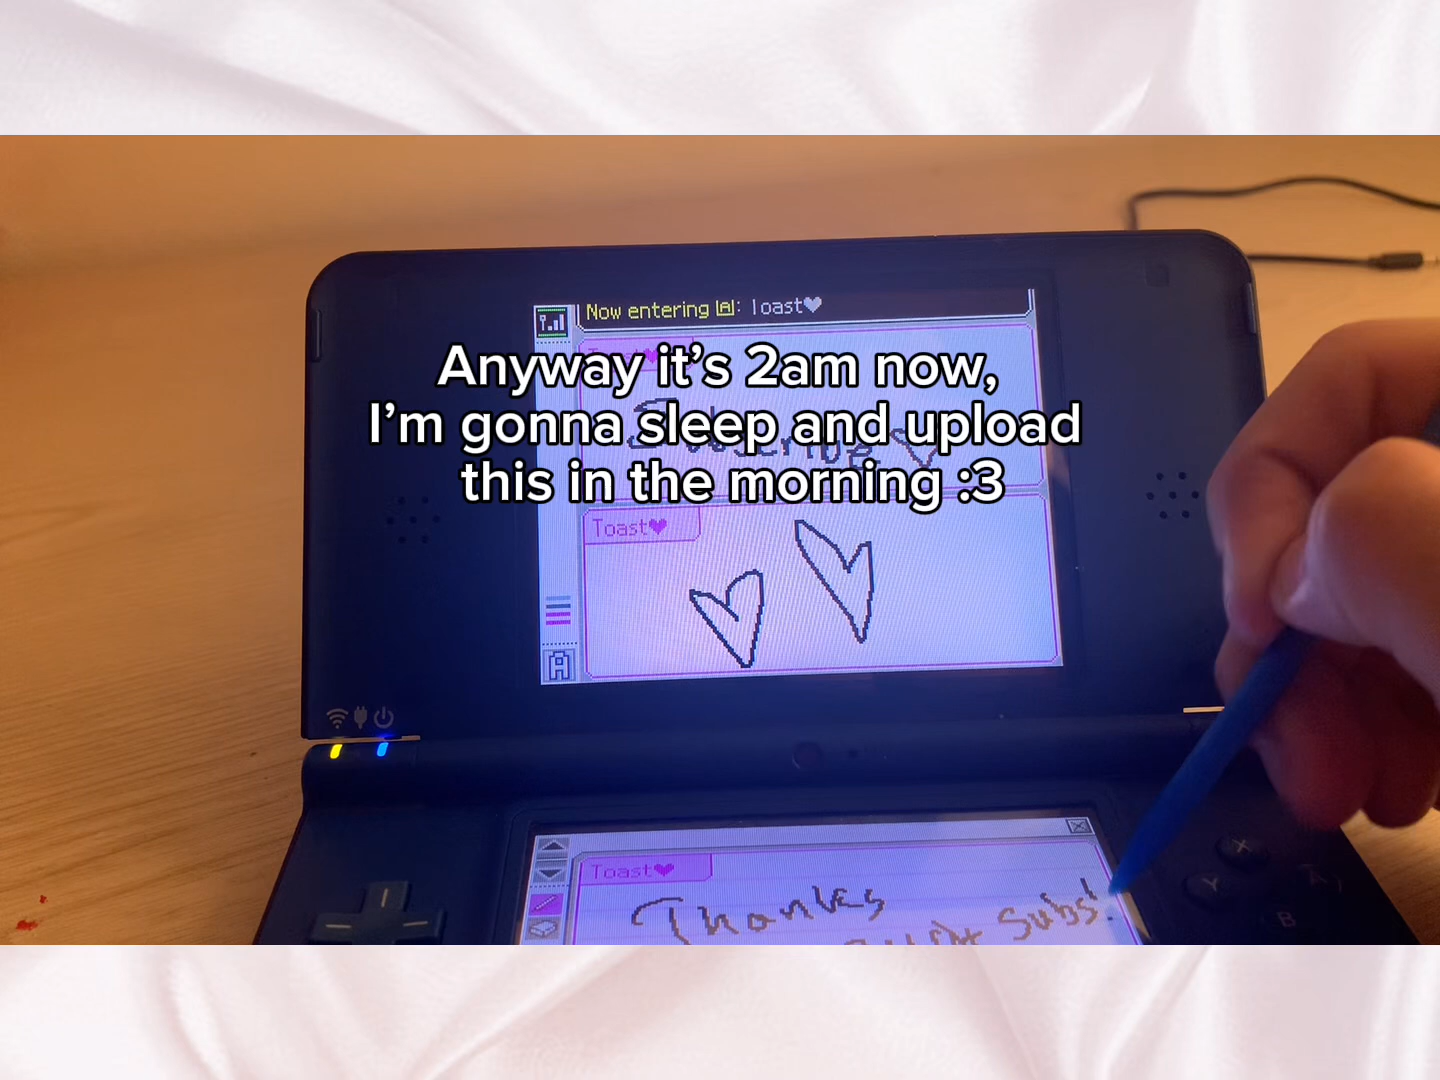 Now entering A: Toast♥
Anyway it's 2am now,
I'm gonna sleep and upload
this in the morning :3
Subscribe ♡
Toast♥
Toast♥
Thanks
subs!
X
Y
A
B